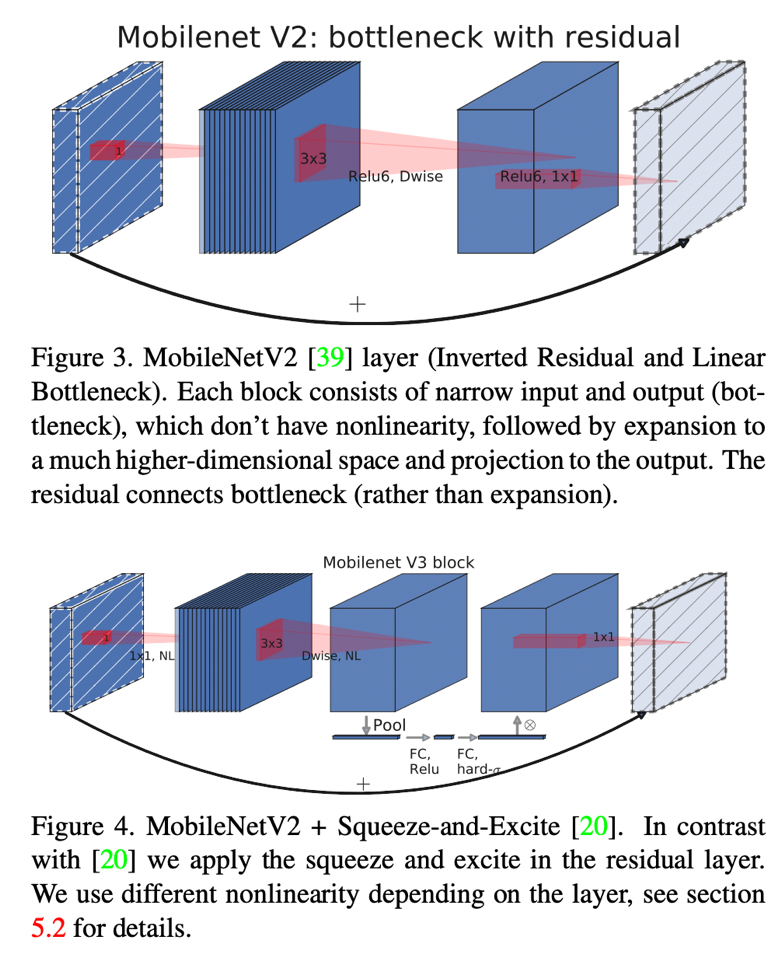 Mobilenet V2: bottleneck with residual
1
3x3
Relu6, Dwise
Relu6, 1x1
+
Figure 3. MobileNetV2 [39] layer (Inverted Residual and Linear
Bottleneck). Each block consists of narrow input and output (bot-
tleneck), which don’t have nonlinearity, followed by expansion to
a much higher-dimensional space and projection to the output. The
residual connects bottleneck (rather than expansion).
Mobilenet V3 block
1
1x1, NL
3x3
Dwise, NL
1x1
Pool
⊗
FC,
Relu
FC,
hard-σ
+
Figure 4. MobileNetV2 + Squeeze-and-Excite [20]. In contrast
with [20] we apply the squeeze and excite in the residual layer.
We use different nonlinearity depending on the layer, see section
5.2 for details.